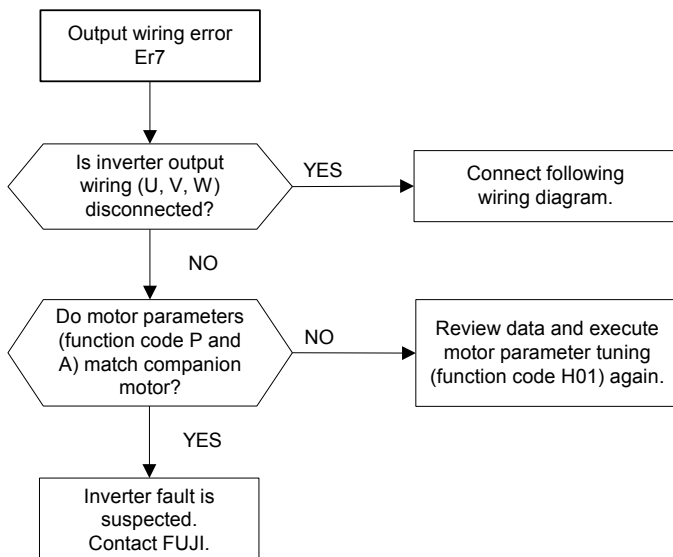 Output wiring error
Er7
Is inverter output
wiring (U, V, W)
disconnected?
YES
Connect following
wiring diagram.
NO
Do motor parameters
(function code P and
A) match companion
motor?
NO
Review data and execute
motor parameter tuning
(function code H01) again.
YES
Inverter fault is
suspected.
Contact FUJI.